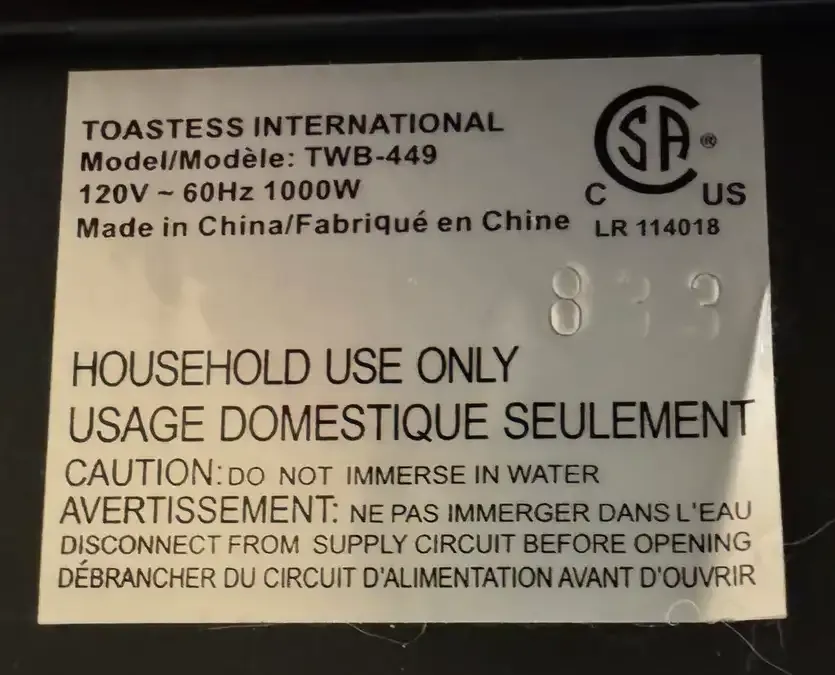 TOASTESS INTERNATIONAL
Model/Modèle: TWB-449
120V ~ 60Hz 1000W
Made in China/Fabriqué en Chine
CSA®
C US
LR 114018
HOUSEHOLD USE ONLY
USAGE DOMESTIQUE SEULEMENT
CAUTION: DO NOT IMMERSE IN WATER
AVERTISSEMENT: NE PAS IMMERGER DANS L'EAU
DISCONNECT FROM SUPPLY CIRCUIT BEFORE OPENING
DÉBRANCHER DU CIRCUIT D'ALIMENTATION AVANT D'OUVRIR